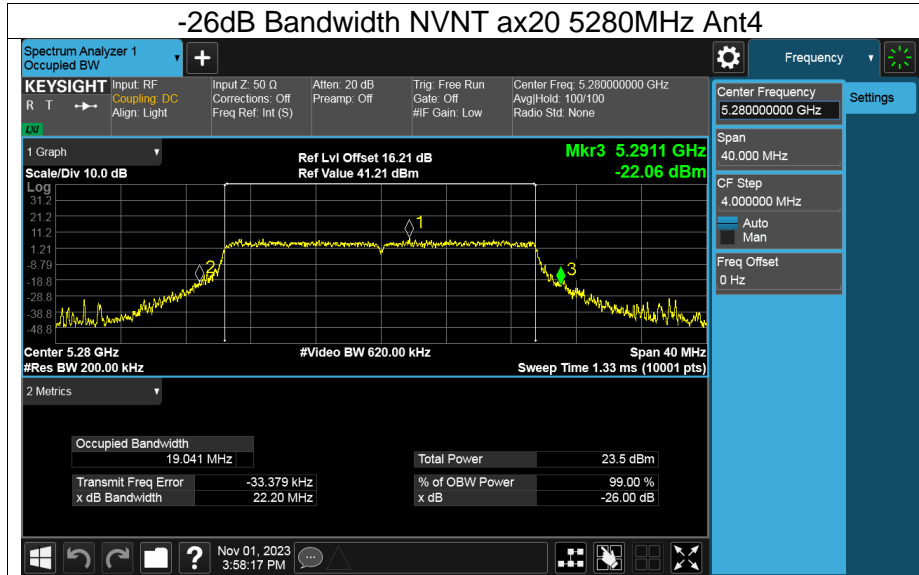 -26dB Bandwidth NVNT ax20 5280MHz Ant4
Spectrum Analyzer 1
Occupied BW
+
Frequency
KEYSIGHT
R T
LXI
Input: RF
Coupling: DC
Align: Light
Input Z: 50 Ω
Corrections: Off
Freq Ref: Int (S)
Atten: 20 dB
Preamp: Off
Trig: Free Run
Gate: Off
#IF Gain: Low
Center Freq: 5.280000000 GHz
Avg|Hold: 100/100
Radio Std: None
Center Frequency
5.280000000 GHz
Settings
Span
40.000 MHz
CF Step
4.000000 MHz
Auto
Man
Freq Offset
0 Hz
1 Graph
Scale/Div 10.0 dB
Ref Lvl Offset 16.21 dB
Ref Value 41.21 dBm
Mkr3 5.2911 GHz
-22.06 dBm
Log
31.2
21.2
11.2
1.21
-8.79
-18.8
-28.8
-38.8
-48.8
1
2
3
Center 5.28 GHz
#Video BW 620.00 kHz
Span 40 MHz
#Res BW 200.00 kHz
Sweep Time 1.33 ms (10001 pts)
2 Metrics
Occupied Bandwidth
19.041 MHz
Total Power 23.5 dBm
Transmit Freq Error -33.379 kHz
% of OBW Power 99.00 %
x dB Bandwidth 22.20 MHz
x dB -26.00 dB
?
Nov 01, 2023
3:58:17 PM